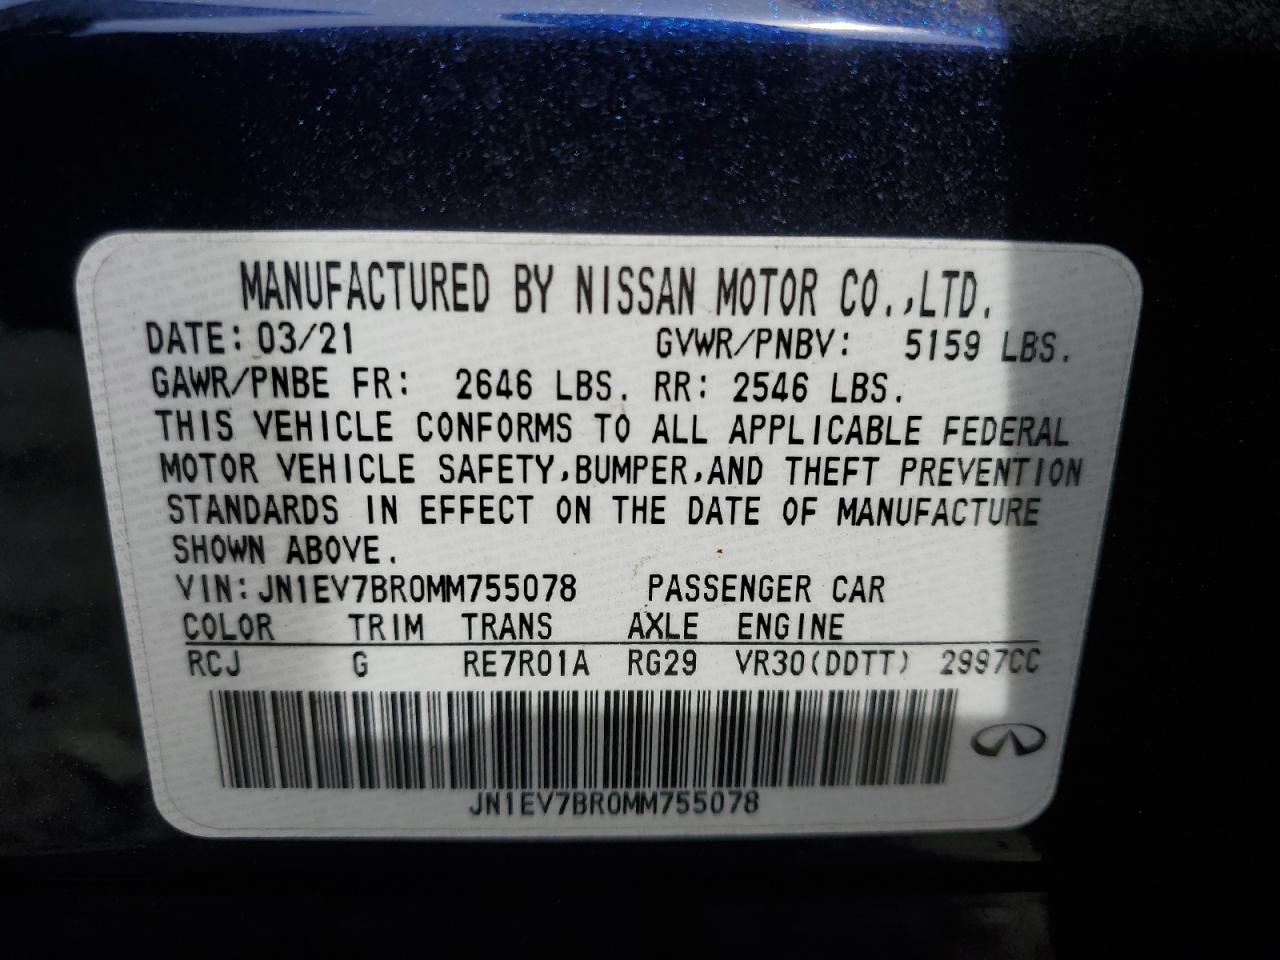 MANUFACTURED BY NISSAN MOTOR CO.,LTD.
DATE: 03/21 GVWR/PNBV: 5159 LBS.
GAWR/PNBE FR: 2646 LBS. RR: 2546 LBS.
THIS VEHICLE CONFORMS TO ALL APPLICABLE FEDERAL
MOTOR VEHICLE SAFETY,BUMPER,AND THEFT PREVENTION
STANDARDS IN EFFECT ON THE DATE OF MANUFACTURE
SHOWN ABOVE.
VIN:JN1EV7BR0MM755078 PASSENGER CAR
COLOR TRIM TRANS AXLE ENGINE
RCJ G RE7R01A RG29 VR30(DDTT) 2997CC
JN1EV7BR0MM755078